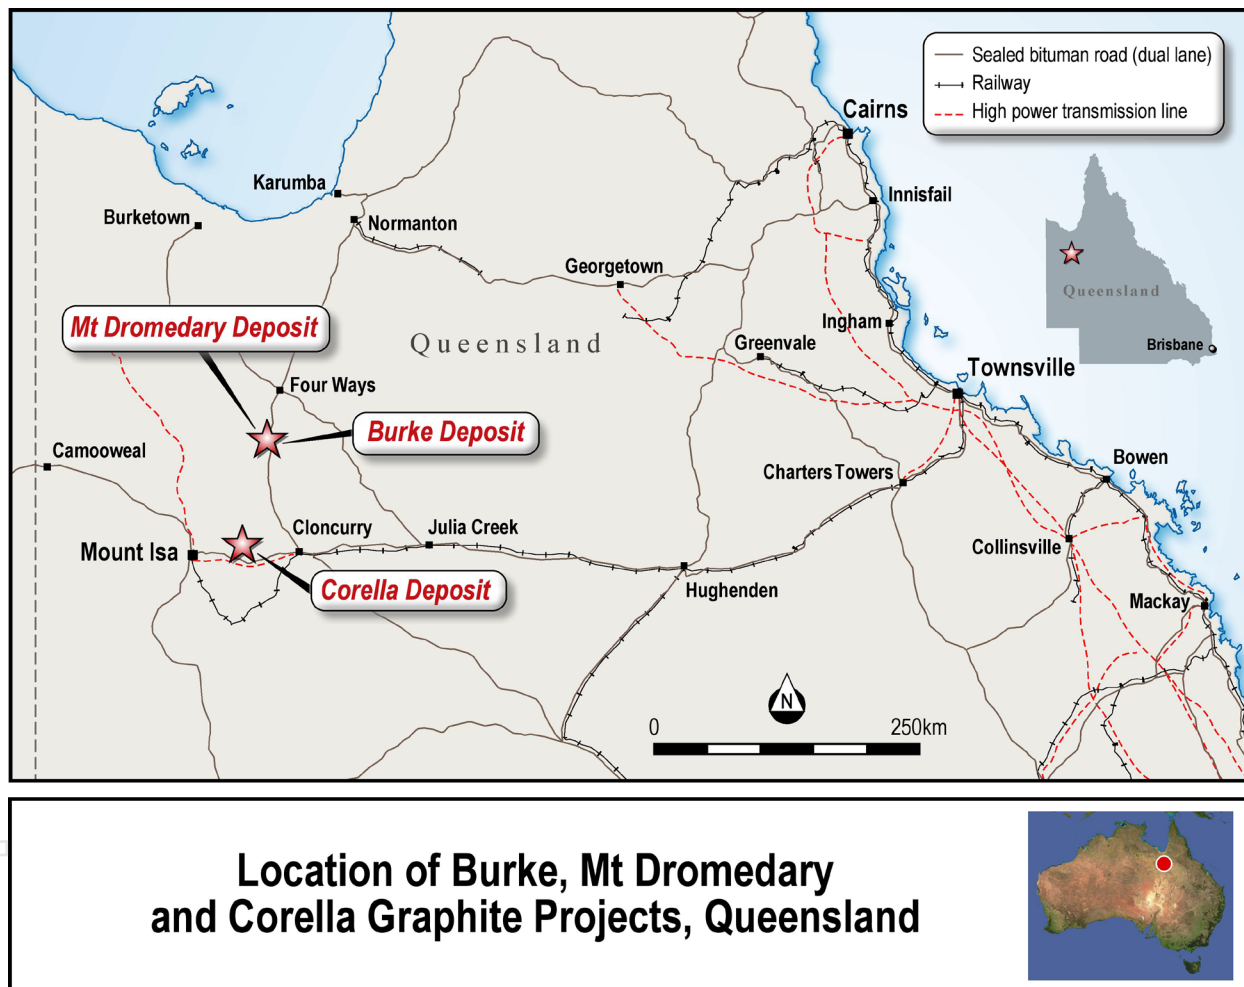 Sealed bituman road (dual lane)
Railway
High power transmission line
Cairns
Karumba
Innisfail
Burketown
Normanton
Georgetown
Queensland
Mt Dromedary Deposit
Ingham
Queensland
Greenvale
Brisbane
Townsville
Four Ways
Burke Deposit
Camooweal
Bowen
Charters Towers
Cloncurry
Julia Creek
Mount Isa
Collinsville
Corella Deposit
Hughenden
Mackay
N
0 250km
Location of Burke, Mt Dromedary
and Corella Graphite Projects, Queensland